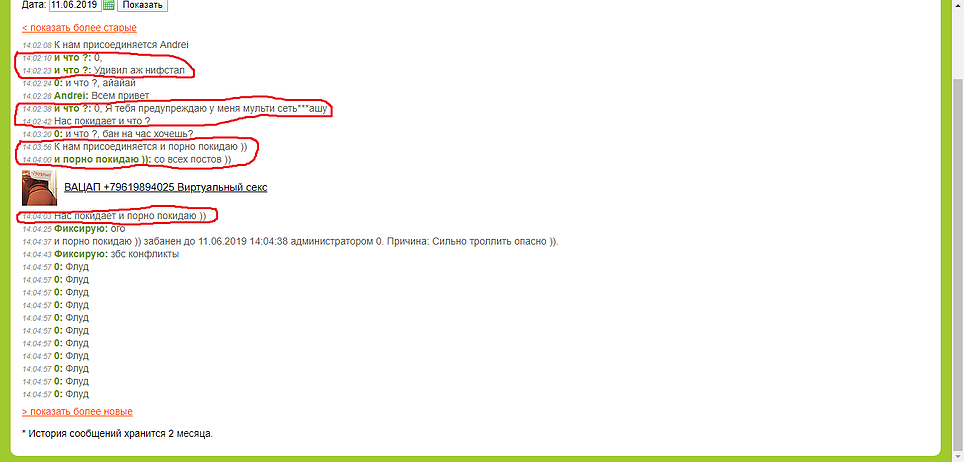 Дата: 11.06.2019 Показать
< показать более старые
14:02:08 К нам присоединяется Andrei
14:02:10 и что ?: 0,
14:02:23 и что ?: Удивил аж нифстал
14:02:24 0: и что ?, айайай
14:02:28 Andrei: Всем привет
14:02:38 и что ?: 0, Я тебя предупреждаю у меня мульти сеть***ашу
14:02:42 Нас покидает и что ?
14:03:20 0: и что ?, бан на час хочешь?
14:03:56 К нам присоединяется и порно покидаю ))
14:04:00 и порно покидаю )): со всех постов ))
ВАЦАП +79619894025 Виртуальный секс
14:04:03 Нас покидает и порно покидаю ))
14:04:25 Фиксирую: ого
14:04:37 и порно покидаю )) забанен до 11.06.2019 14:04:38 администратором 0. Причина: Сильно троллить опасно )).
14:04:43 Фиксирую: збс конфликты
14:04:57 0: Флуд
14:04:57 0: Флуд
14:04:57 0: Флуд
14:04:57 0: Флуд
14:04:57 0: Флуд
14:04:57 0: Флуд
14:04:57 0: Флуд
14:04:57 0: Флуд
14:04:57 0: Флуд
14:04:57 0: Флуд
14:04:57 0: Флуд
> показать более новые
* История сообщений хранится 2 месяца.